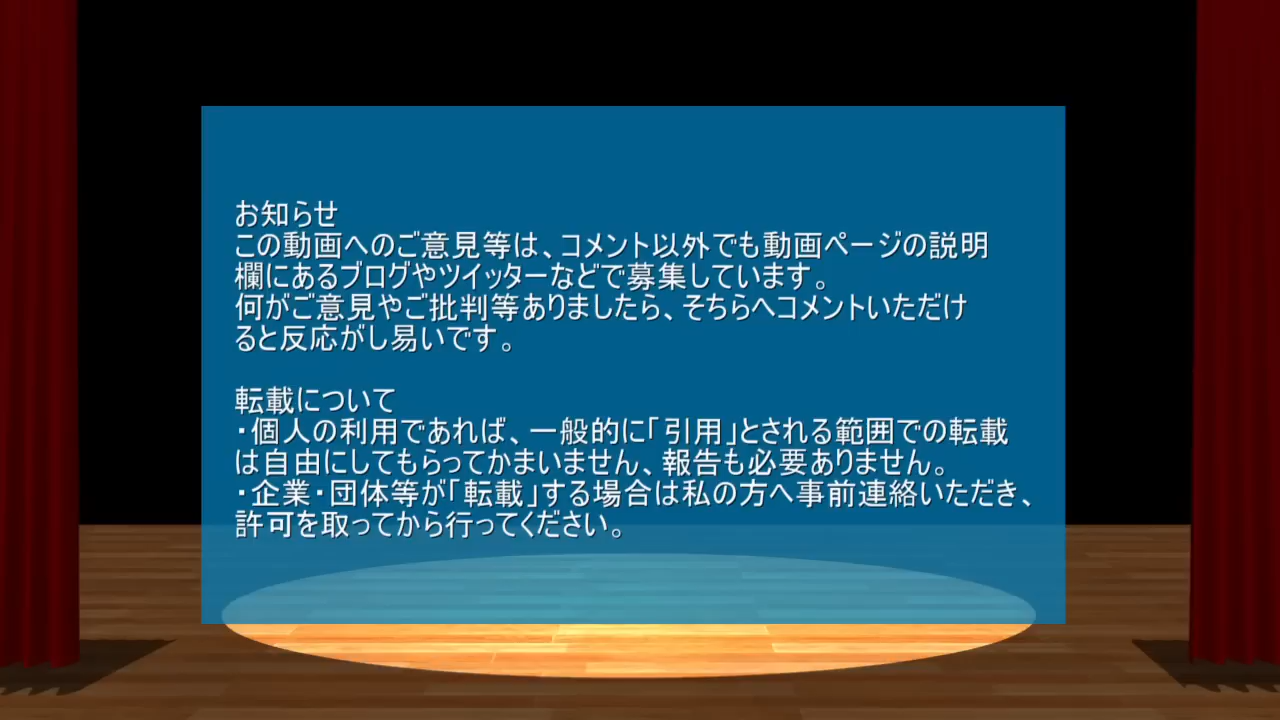 お知らせ
この動画へのご意見等は、コメント以外でも動画ページの説明
欄にあるブログやツイッターなどで募集しています。
何がご意見やご批判等ありましたら、そちらへコメントいただけ
ると反応がし易いです。
転載について
・個人の利用であれば、一般的に「引用」とされる範囲での転載
は自由にしてもらってかまいません、報告も必要ありません。
・企業・団体等が「転載」する場合は私の方へ事前連絡いただき、
許可を取ってから行ってください。